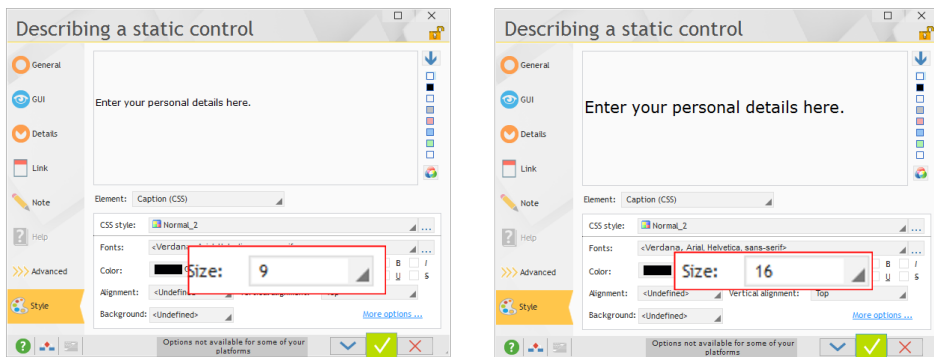 Describing a static control
General
GUI
Enter your personal details here.
Details
Link
Element: Caption (CSS)
Note
CSS style: Normal_2 ...
Help
Fonts: <Verdana, ...
Size: 9
Color: B I
U S
Advanced
Alignment: <Undefined> Top
Style
Background: <Undefined> More options ...
Options not available for some of your
platforms
Describing a static control
General
GUI
Enter your personal details here.
Details
Link
Element: Caption (CSS)
Note
CSS style: Normal_2 ...
Help
Fonts: <Verdana, Arial, Helvetica, sans-serif> ...
Size: 16
Color: B I
U S
Advanced
Alignment: <Undefined> Vertical alignment: Top
Style
Background: <Undefined> More options ...
Options not available for some of your
platforms